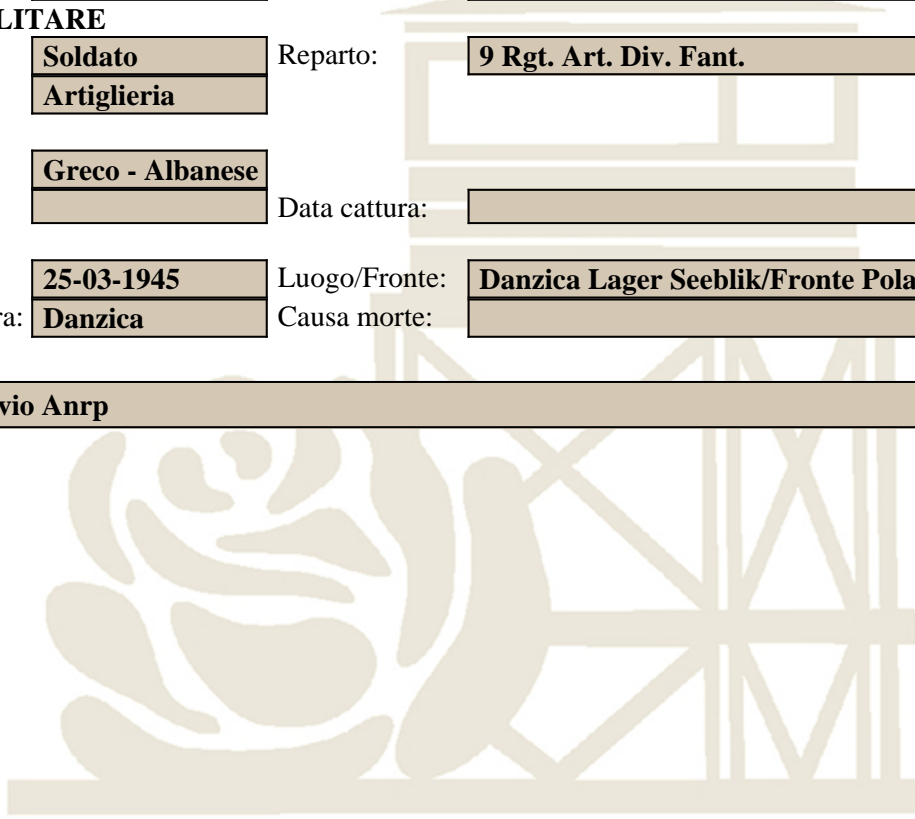 LITARE
Soldato Reparto: 9 Rgt. Art. Div. Fant.
Artiglieria
Greco - Albanese
Data cattura:
25-03-1945 Luogo/Fronte: Danzica Lager Seeblik/Fronte Pola
ra: Danzica Causa morte:
vio Anrp